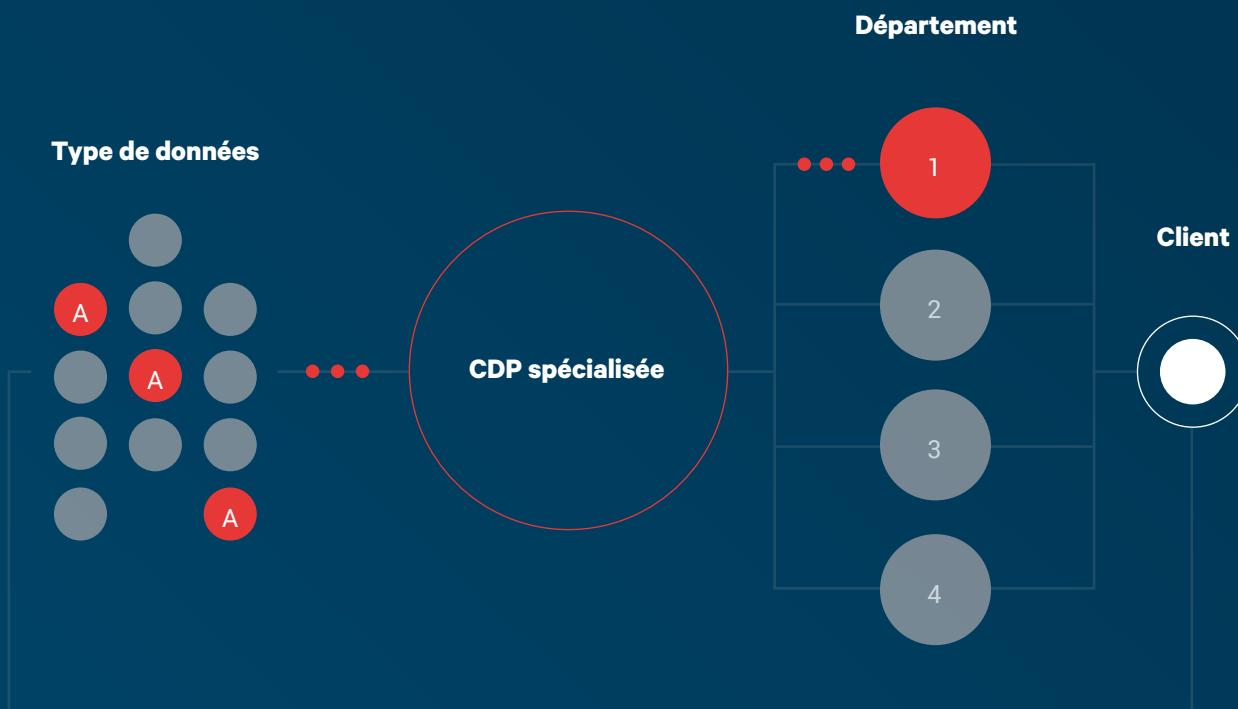 Département
Type de données
1
Client
2
A
A
CDP spécialisée
3
A
4